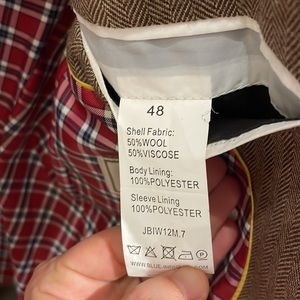 48
Shell Fabric:
50%WOOL
50%VISCOSE
Body Lining:
100%POLYESTER
Sleeve Lining
100%POLYESTER
JBIW12M.7